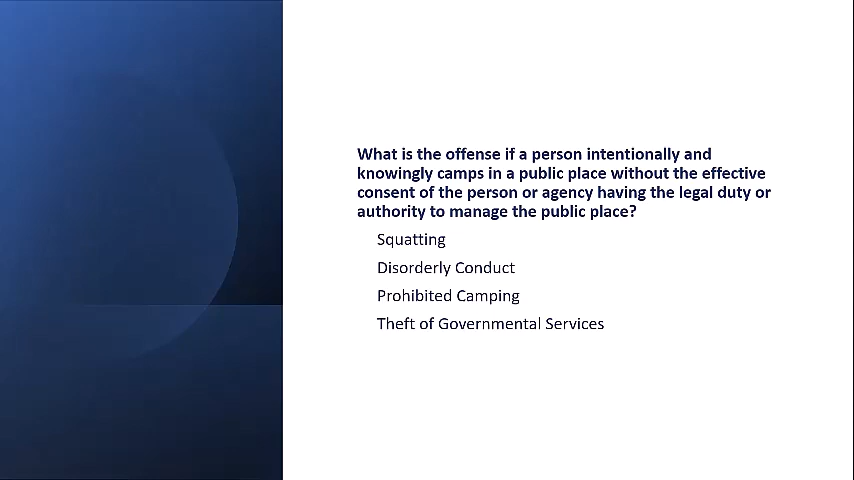 What is the offense if a person intentionally and
knowingly camps in a public place without the effective
consent of the person or agency having the legal duty or
authority to manage the public place?
Squatting
Disorderly Conduct
Prohibited Camping
Theft of Governmental Services